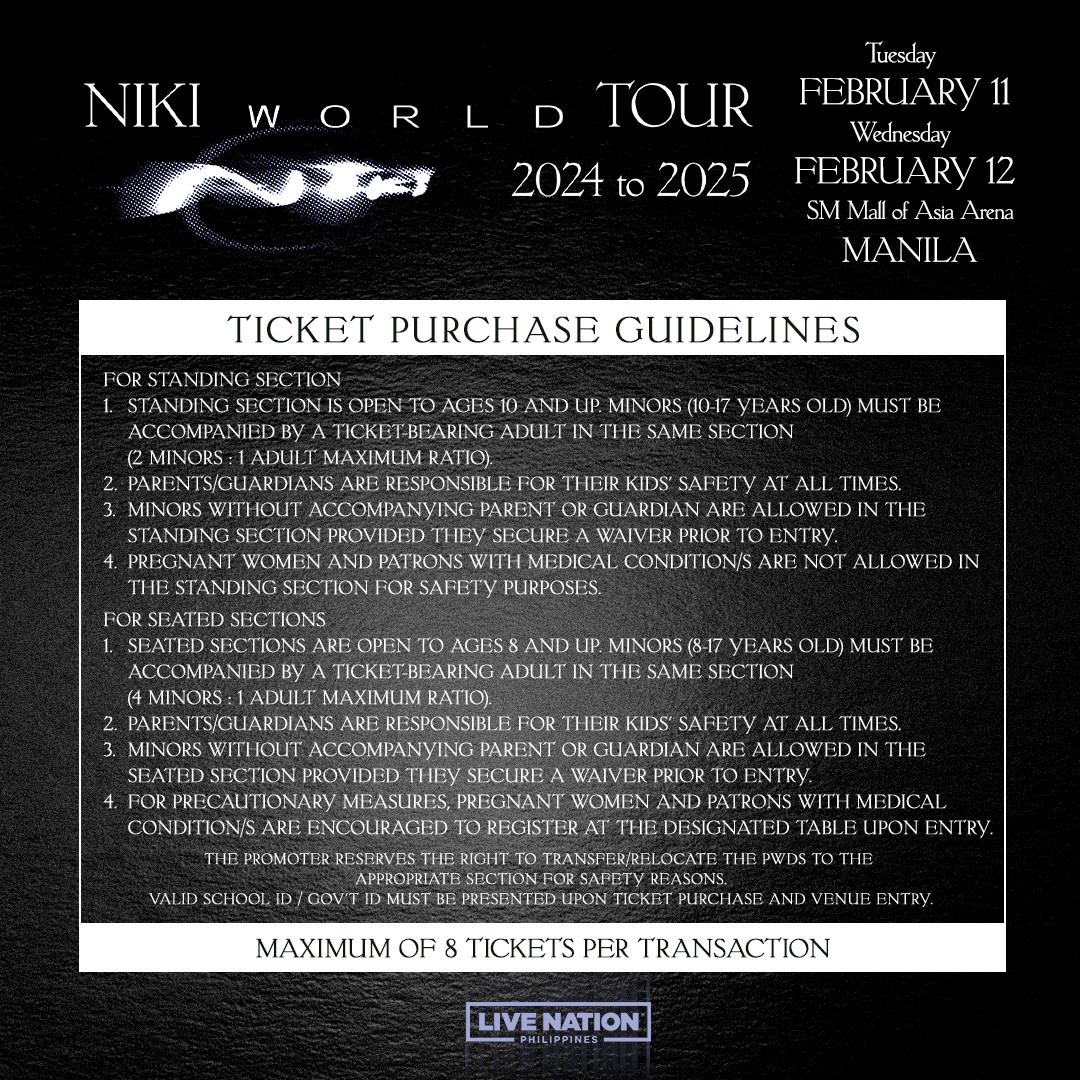 NIKI WORLD TOUR
2024 to 2025
Tuesday
FEBRUARY 11
Wednesday
FEBRUARY 12
SM Mall of Asia Arena
MANILA
TICKET PURCHASE GUIDELINES
FOR STANDING SECTION
1. STANDING SECTION IS OPEN TO AGES 10 AND UP. MINORS (10-17 YEARS OLD) MUST BE
ACCOMPANIED BY A TICKET-BEARING ADULT IN THE SAME SECTION
(2 MINORS : 1 ADULT MAXIMUM RATIO).
2. PARENTS/GUARDIANS ARE RESPONSIBLE FOR THEIR KIDS' SAFETY AT ALL TIMES.
3. MINORS WITHOUT ACCOMPANYING PARENT OR GUARDIAN ARE ALLOWED IN THE
STANDING SECTION PROVIDED THEY SECURE A WAIVER PRIOR TO ENTRY.
4. PREGNANT WOMEN AND PATRONS WITH MEDICAL CONDITION/S ARE NOT ALLOWED IN
THE STANDING SECTION FOR SAFETY PURPOSES.
FOR SEATED SECTIONS
1. SEATED SECTIONS ARE OPEN TO AGES 8 AND UP. MINORS (8-17 YEARS OLD) MUST BE
ACCOMPANIED BY A TICKET-BEARING ADULT IN THE SAME SECTION
(4 MINORS : 1 ADULT MAXIMUM RATIO).
2. PARENTS/GUARDIANS ARE RESPONSIBLE FOR THEIR KIDS' SAFETY AT ALL TIMES.
3. MINORS WITHOUT ACCOMPANYING PARENT OR GUARDIAN ARE ALLOWED IN THE
SEATED SECTION PROVIDED THEY SECURE A WAIVER PRIOR TO ENTRY.
4. FOR PRECAUTIONARY MEASURES, PREGNANT WOMEN AND PATRONS WITH MEDICAL
CONDITION/S ARE ENCOURAGED TO REGISTER AT THE DESIGNATED TABLE UPON ENTRY.
THE PROMOTER RESERVES THE RIGHT TO TRANSFER/RELOCATE THE PWDS TO THE
APPROPRIATE SECTION FOR SAFETY REASONS.
VALID SCHOOL ID / GOV'T ID MUST BE PRESENTED UPON TICKET PURCHASE AND VENUE ENTRY.
MAXIMUM OF 8 TICKETS PER TRANSACTION
LIVE NATION
PHILIPPINES